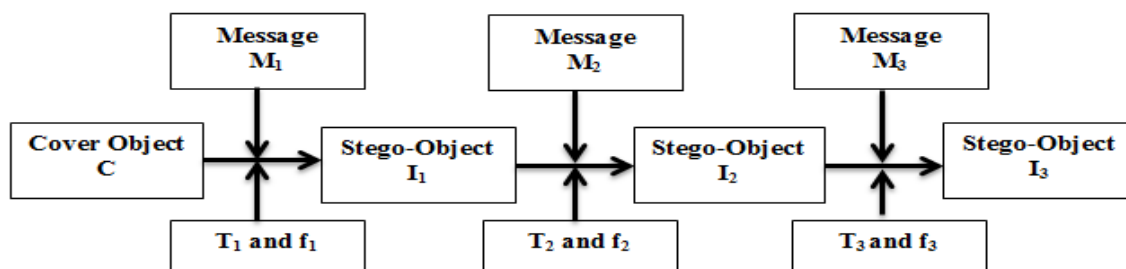 Message
M₁
Message
M₂
Message
M₃
Cover Object
C
Stego-Object
I₁
Stego-Object
I₂
Stego-Object
I₃
T₁ and f₁
T₂ and f₂
T₃ and f₃